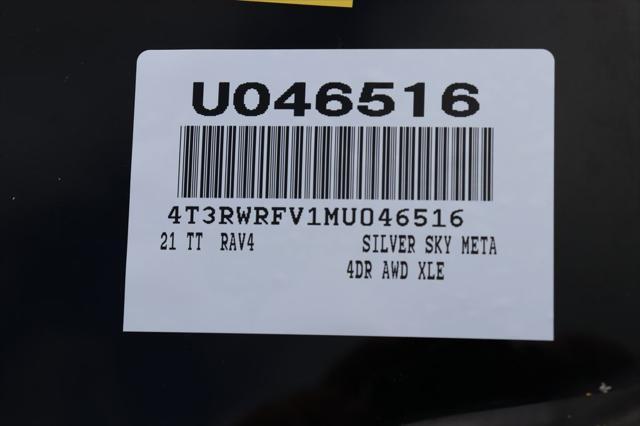 U046516
4T3RWRFV1MU046516
21 TT RAV4 SILVER SKY META
4DR AWD XLE